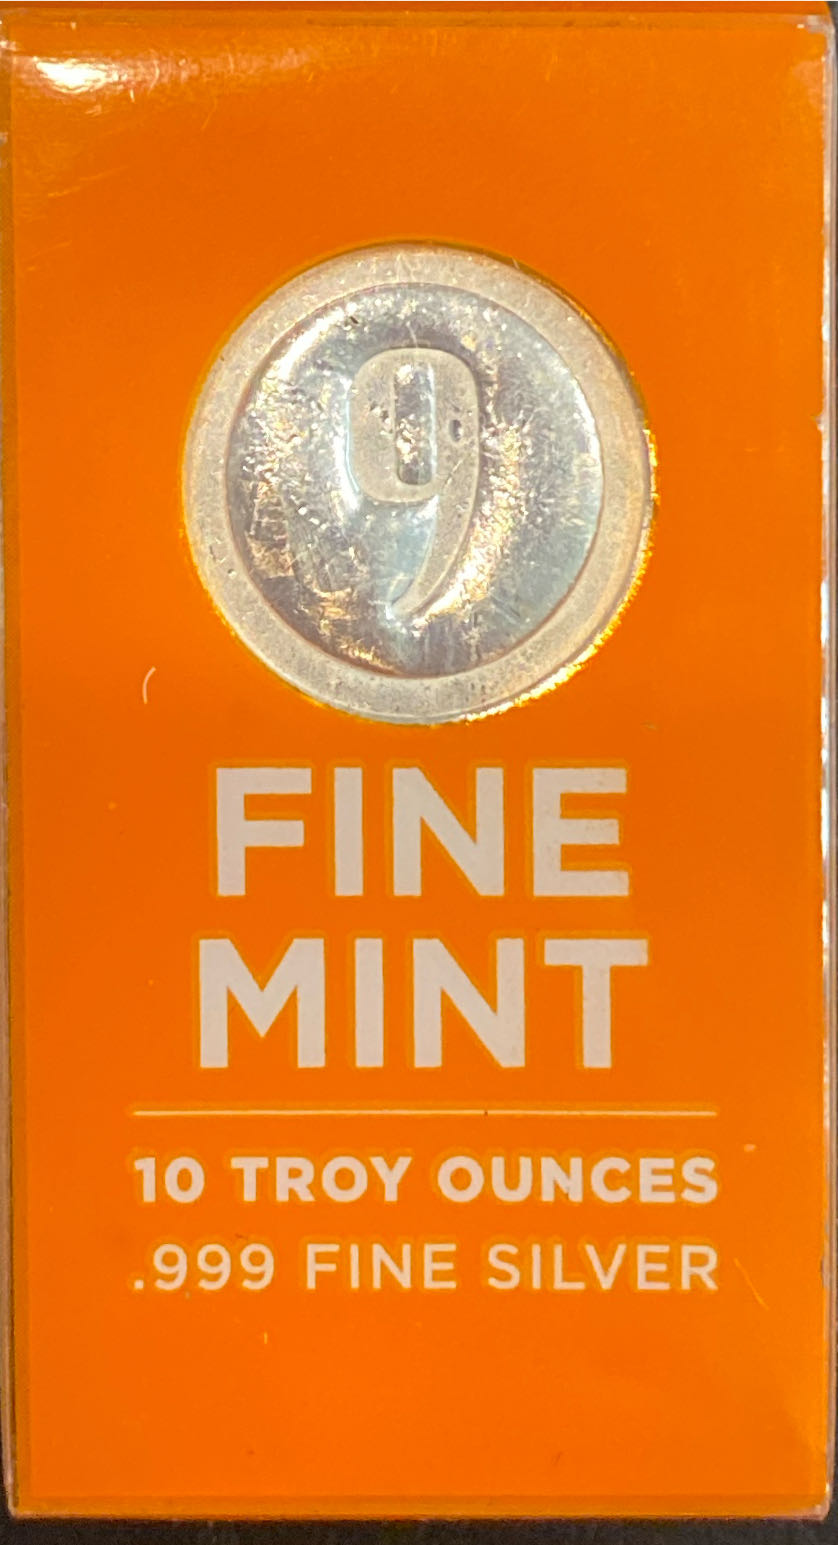 9
FINE
MINT
10 TROY OUNCES
.999 FINE SILVER